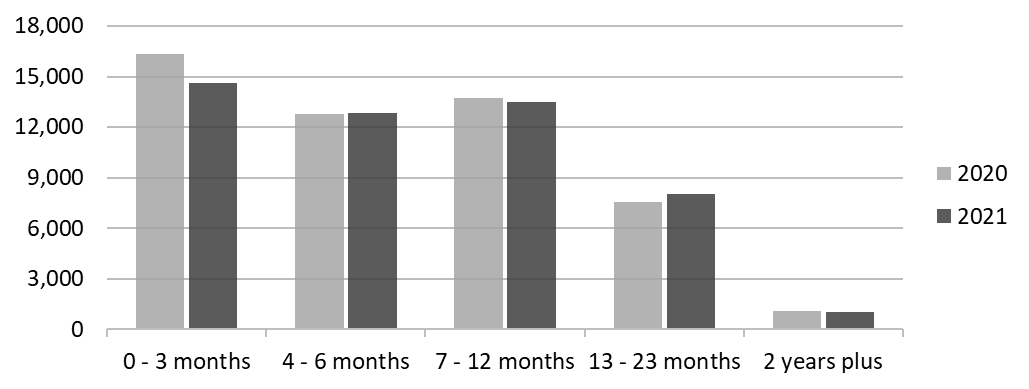 18,000
15,000
12,000
9,000
6,000
3,000
0
0 - 3 months
4 - 6 months
7 - 12 months
13 - 23 months
2 years plus
2020
2021